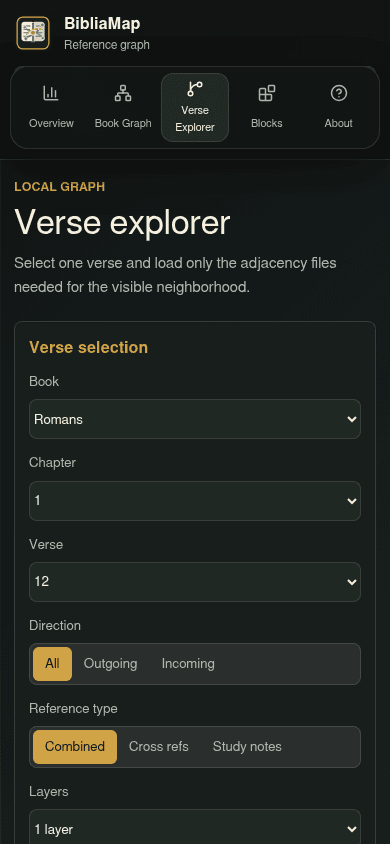 BibliaMap
Reference graph
Overview
Book Graph
Verse
Explorer
Blocks
About
LOCAL GRAPH
Verse explorer
Select one verse and load only the adjacency files
needed for the visible neighborhood.
Verse selection
Book
Romans
Chapter
1
Verse
12
Direction
All Outgoing Incoming
Reference type
Combined Cross refs Study notes
Layers
1 layer